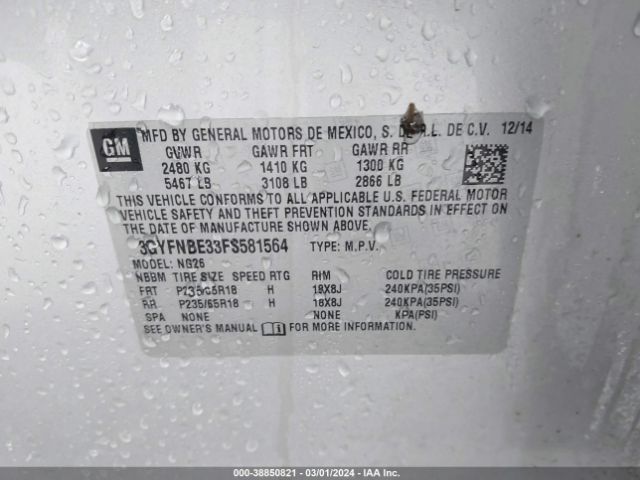 GM
MFD BY GENERAL MOTORS DE MEXICO, S. DE R.L. DE C.V. 12/14
GVWR GAWR FRT GAWR RR
2480 KG 1410 KG 1300 KG
5467 LB 3108 LB 2866 LB
THIS VEHICLE CONFORMS TO ALL APPLICABLE U.S. FEDERAL MOTOR
VEHICLE SAFETY AND THEFT PREVENTION STANDARDS IN EFFECT ON
THE DATE OF MANUFACTURE SHOWN ABOVE.
3GYFNBE33FS581564 TYPE: M.P.V.
MODEL: NG26
NBBM TIRE SIZE SPEED RTG RIM COLD TIRE PRESSURE
FRT P235/65R18 H 18X8J 240KPA(35PSI)
RR P235/65R18 H 18X8J 240KPA(35PSI)
SPA NONE NONE KPA(PSI)
SEE OWNER'S MANUAL FOR MORE INFORMATION.
000-38850821 - 03/01/2024 - IAA Inc.